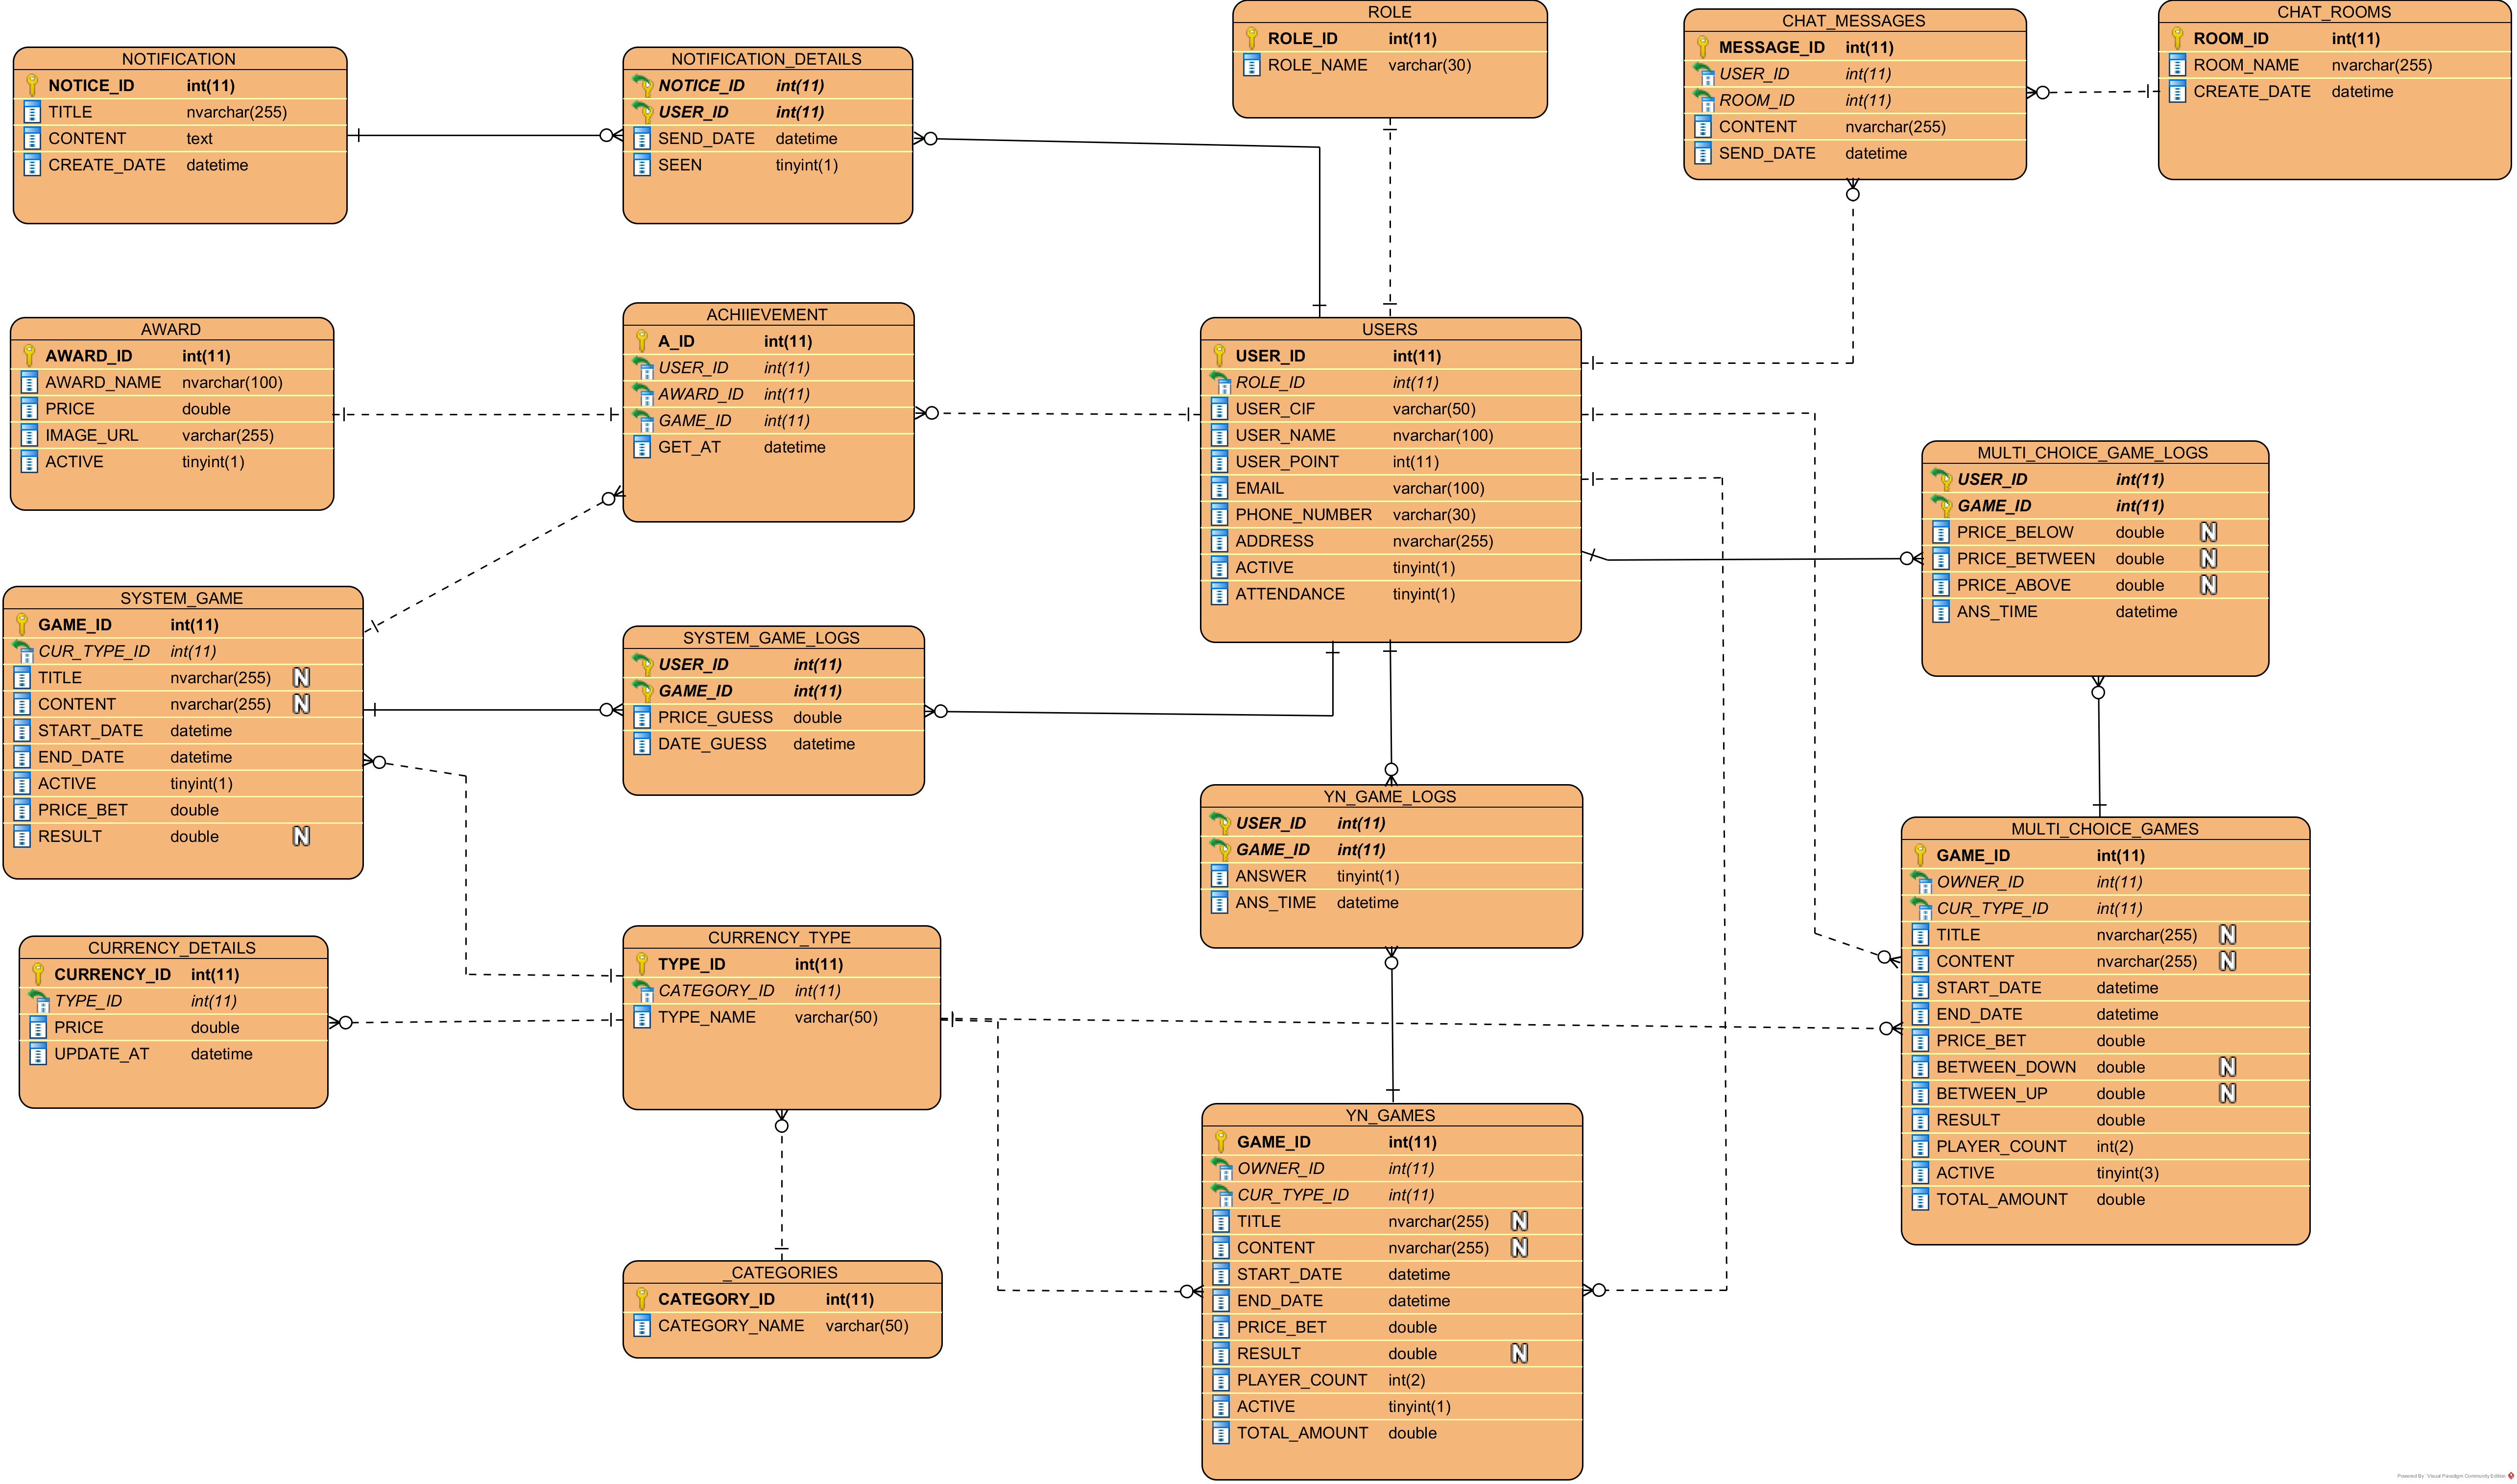 NOTIFICATION
NOTICE_ID int(11)
TITLE nvarchar(255)
CONTENT text
CREATE_DATE datetime
NOTIFICATION_DETAILS
NOTICE_ID int(11)
USER_ID int(11)
SEND_DATE datetime
SEEN tinyint(1)
ROLE
ROLE_ID int(11)
ROLE_NAME varchar(30)
CHAT_MESSAGES
MESSAGE_ID int(11)
USER_ID int(11)
ROOM_ID int(11)
CONTENT nvarchar(255)
SEND_DATE datetime
CHAT_ROOMS
ROOM_ID int(11)
ROOM_NAME nvarchar(255)
CREATE_DATE datetime
AWARD
AWARD_ID int(11)
AWARD_NAME nvarchar(100)
PRICE double
IMAGE_URL varchar(255)
ACTIVE tinyint(1)
ACHIIEVEMENT
A_ID int(11)
USER_ID int(11)
AWARD_ID int(11)
GAME_ID int(11)
GET_AT datetime
USERS
USER_ID int(11)
ROLE_ID int(11)
USER_CIF varchar(50)
USER_NAME nvarchar(100)
USER_POINT int(11)
EMAIL varchar(100)
PHONE_NUMBER varchar(30)
ADDRESS nvarchar(255)
ACTIVE tinyint(1)
ATTENDANCE tinyint(1)
MULTI_CHOICE_GAME_LOGS
USER_ID int(11)
GAME_ID int(11)
PRICE_BELOW double N
PRICE_BETWEEN double N
PRICE_ABOVE double N
ANS_TIME datetime
SYSTEM_GAME
GAME_ID int(11)
CUR_TYPE_ID int(11)
TITLE nvarchar(255) N
CONTENT nvarchar(255) N
START_DATE datetime
END_DATE datetime
ACTIVE tinyint(1)
PRICE_BET double
RESULT double N
SYSTEM_GAME_LOGS
USER_ID int(11)
GAME_ID int(11)
PRICE_GUESS double
DATE_GUESS datetime
YN_GAME_LOGS
USER_ID int(11)
GAME_ID int(11)
ANSWER tinyint(1)
ANS_TIME datetime
MULTI_CHOICE_GAMES
GAME_ID int(11)
OWNER_ID int(11)
CUR_TYPE_ID int(11)
TITLE nvarchar(255) N
CONTENT nvarchar(255) N
START_DATE datetime
END_DATE datetime
PRICE_BET double
BETWEEN_DOWN double N
BETWEEN_UP double N
RESULT double
PLAYER_COUNT int(2)
ACTIVE tinyint(3)
TOTAL_AMOUNT double
CURRENCY_DETAILS
CURRENCY_ID int(11)
TYPE_ID int(11)
PRICE double
UPDATE_AT datetime
CURRENCY_TYPE
TYPE_ID int(11)
CATEGORY_ID int(11)
TYPE_NAME varchar(50)
YN_GAMES
GAME_ID int(11)
OWNER_ID int(11)
CUR_TYPE_ID int(11)
TITLE nvarchar(255) N
CONTENT nvarchar(255) N
START_DATE datetime
END_DATE datetime
PRICE_BET double
RESULT double N
PLAYER_COUNT int(2)
ACTIVE tinyint(1)
TOTAL_AMOUNT double
_CATEGORIES
CATEGORY_ID int(11)
CATEGORY_NAME varchar(50)
Powered By Visual Paradigm Community Edition